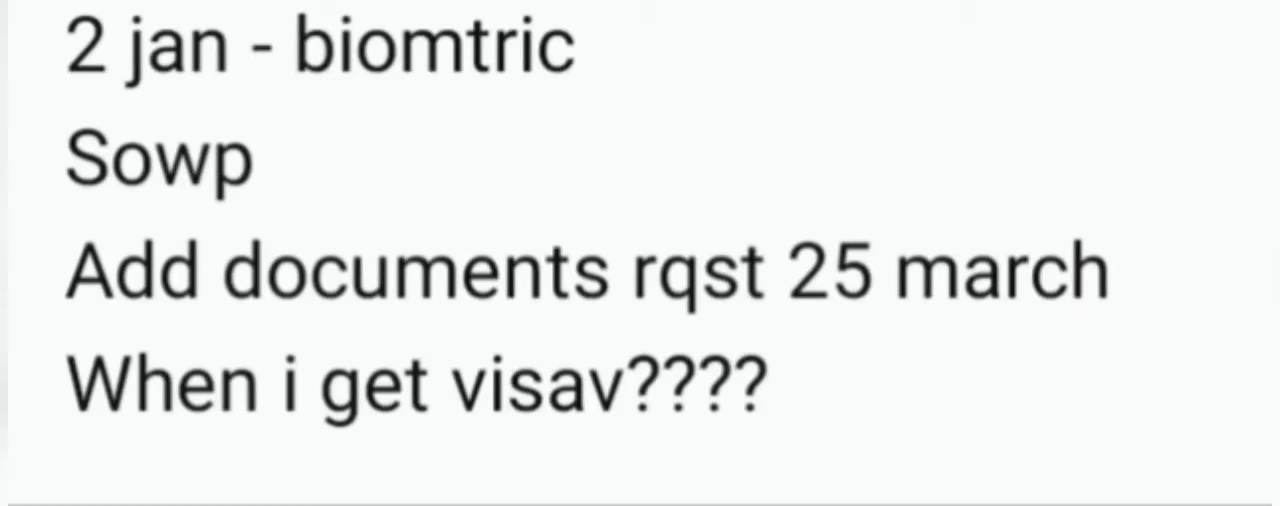 2 jan - biomtric
Sowp
Add documents rqst 25 march
When i get visav????